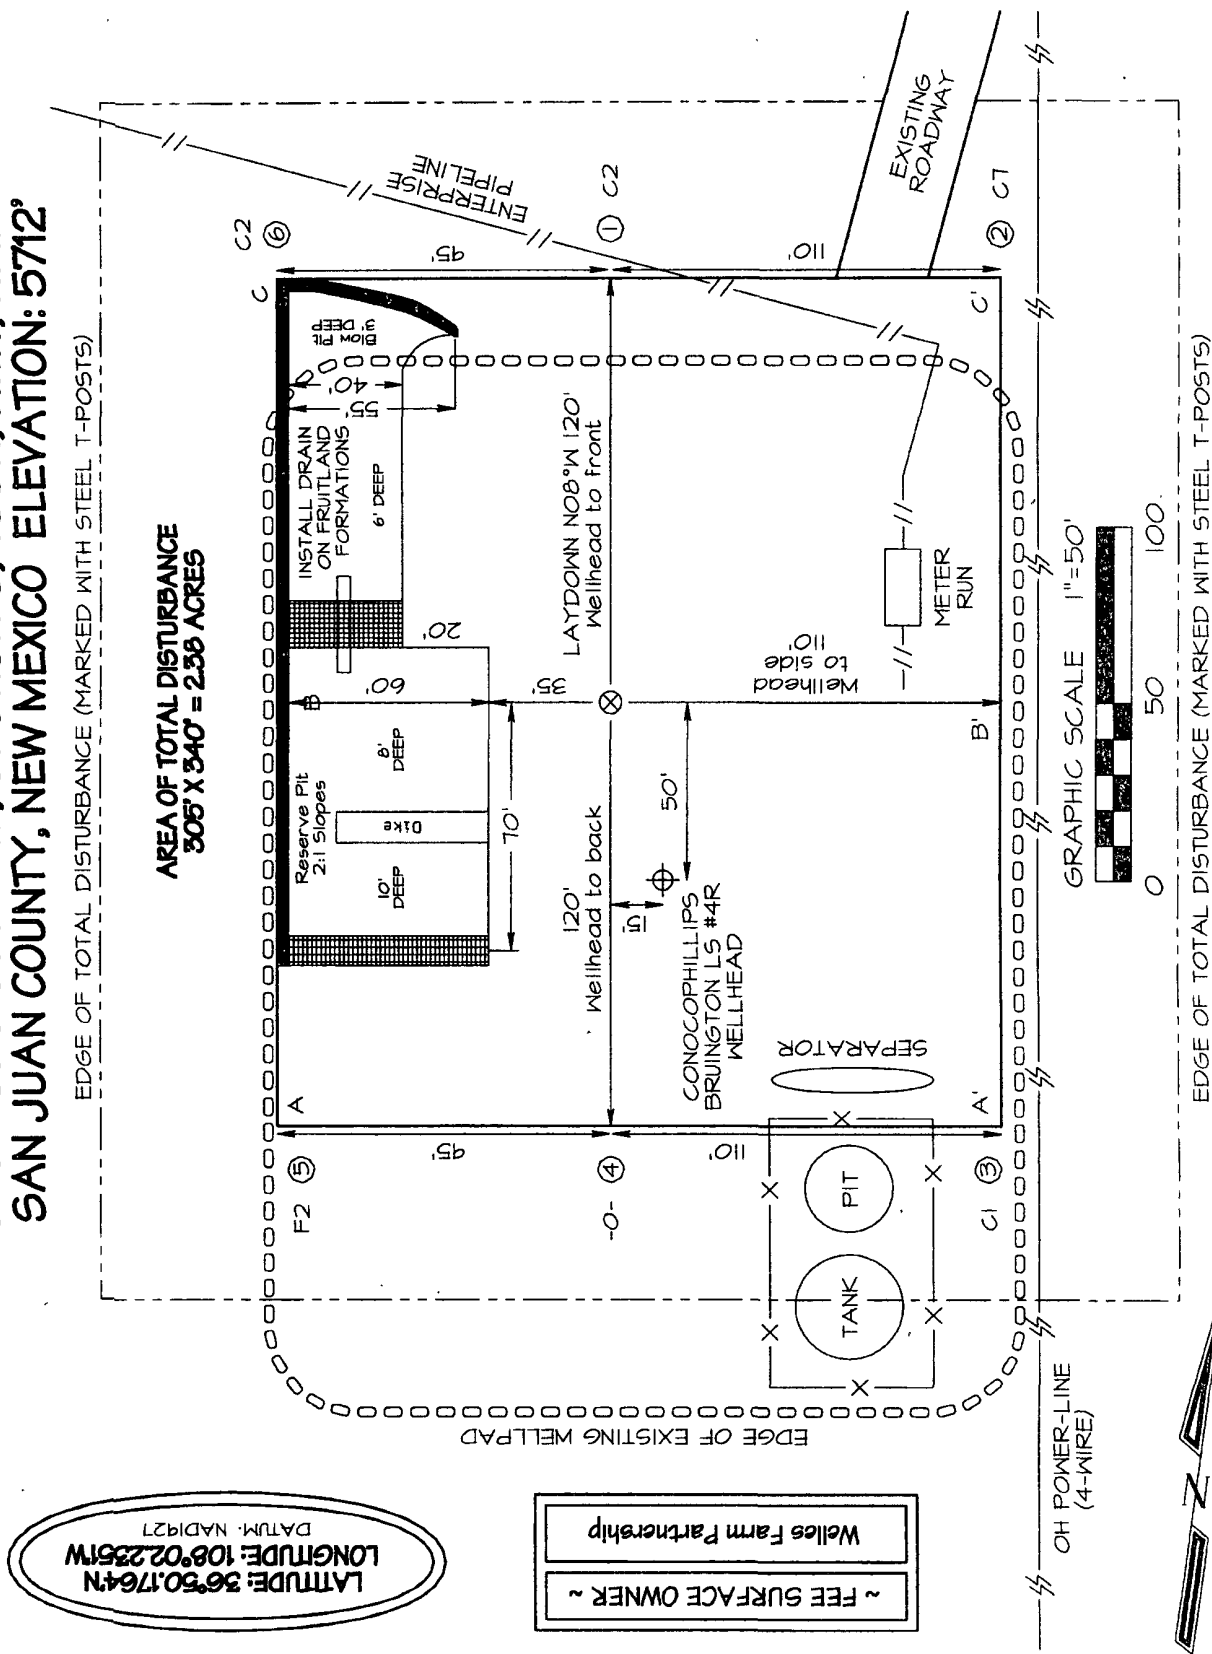 SAN JUAN COUNTY, NEW MEXICO ELEVATION: 5712'
EDGE OF TOTAL DISTURBANCE (MARKED WITH STEEL T-POSTS)
AREA OF TOTAL DISTURBANCE
305' X 340' = 2.38 ACRES
C2
6
C
95'
1
C2
110'
2
C7
C'
ENTERPRISE
PIPELINE
EXISTING
ROADWAY
Blow Pit
3' DEEP
40'
55'
INSTALL DRAIN
ON FRUITLAND
FORMATIONS
6' DEEP
20'
LAYDOWN N08°W 120'
Wellhead to front
METER
RUN
B
60'
35'
Wellhead
to side
110'
B'
Reserve Pit
2:1 Slopes
8'
DEEP
Dike
10'
DEEP
70'
50'
15'
120'
Wellhead to back
CONOCOPHILLIPS
BRUINGTON LS #4R
WELLHEAD
SEPARATOR
A
A'
F2
5
95'
-0-
4
110'
C1
3
PIT
TANK
EDGE OF EXISTING WELLPAD
GRAPHIC SCALE 1"=50'
0 50 100
EDGE OF TOTAL DISTURBANCE (MARKED WITH STEEL T-POSTS)
OH POWER-LINE
(4-WIRE)
LATITUDE: 36°50.1764'N
LONGITUDE: 108°02.2351'W
DATUM: NAD1927
~ FEE SURFACE OWNER ~
Welles Farm Partnership
N